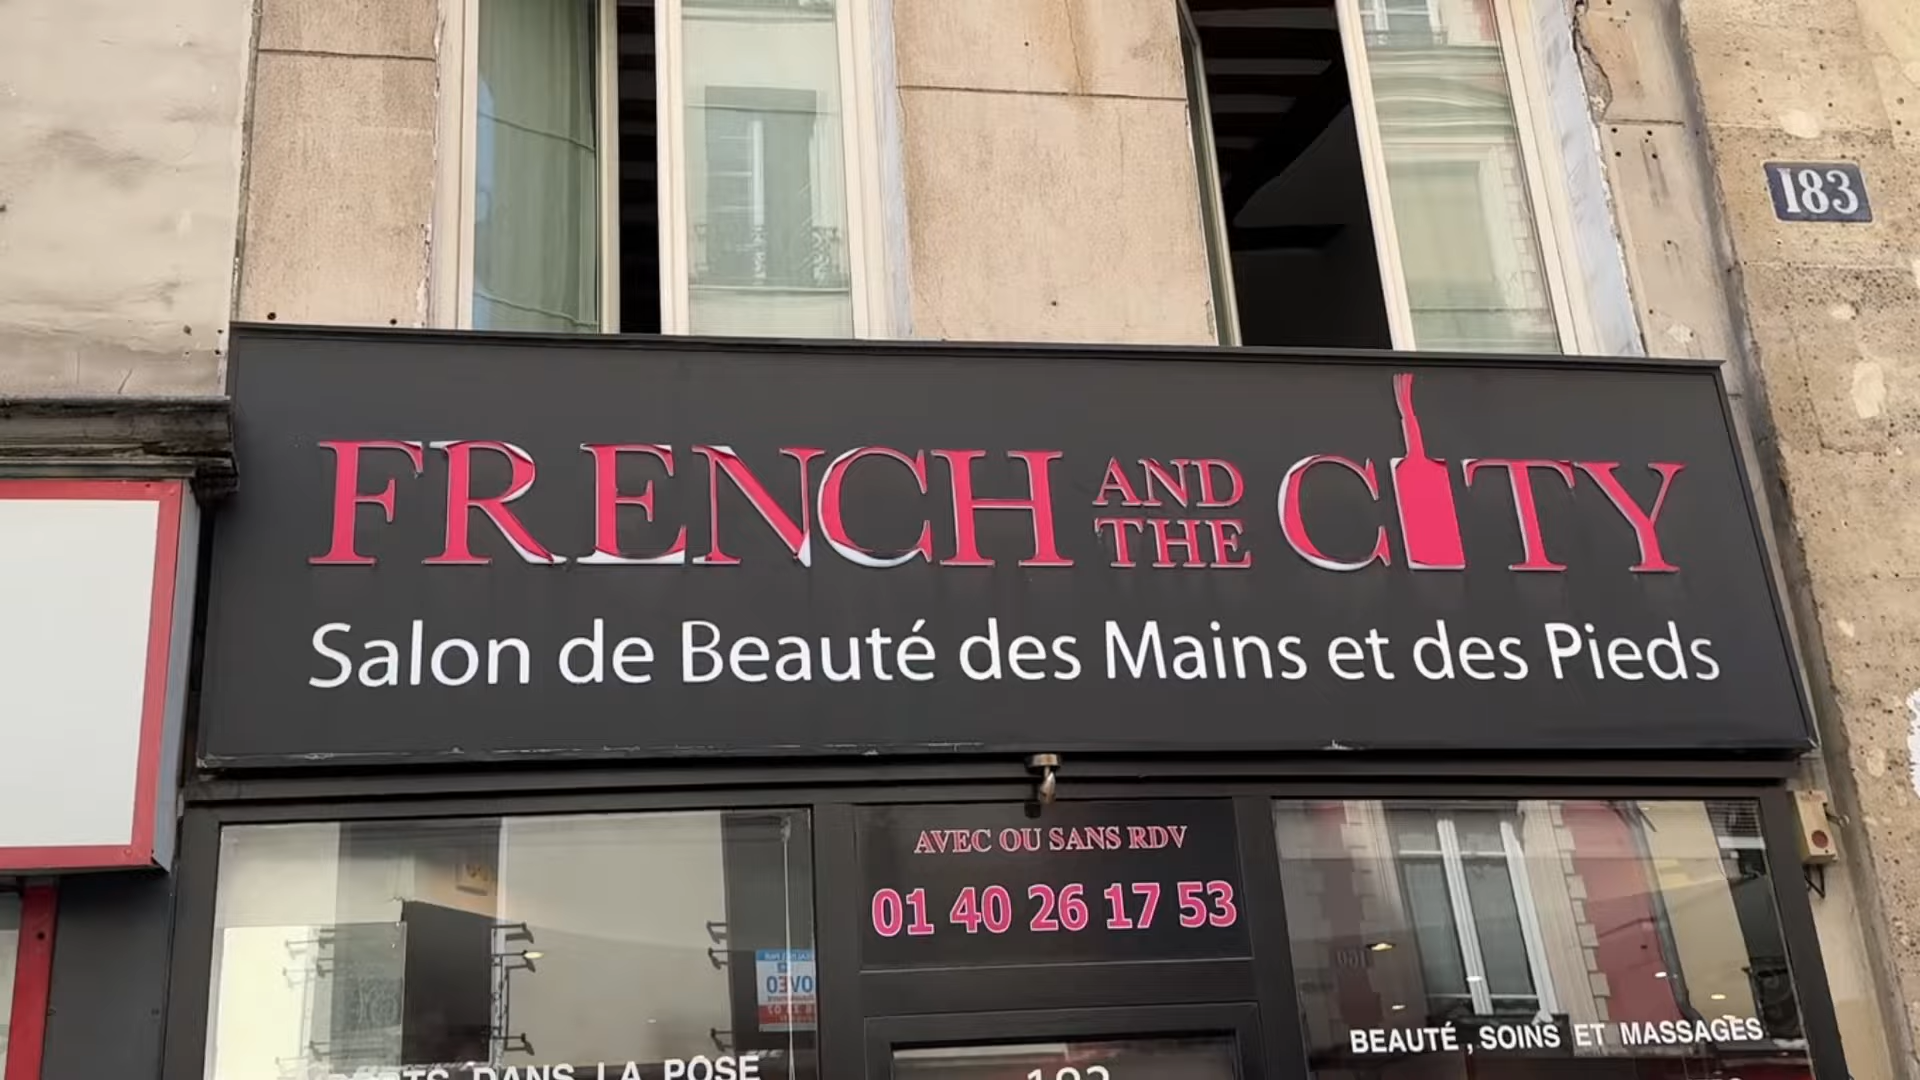 183
FRENCH AND THE CITY
Salon de Beauté des Mains et des Pieds
AVEC OU SANS RDV
01 40 26 17 53
BEAUTÉ, SOINS ET MASSAGES
DANS LA POSE